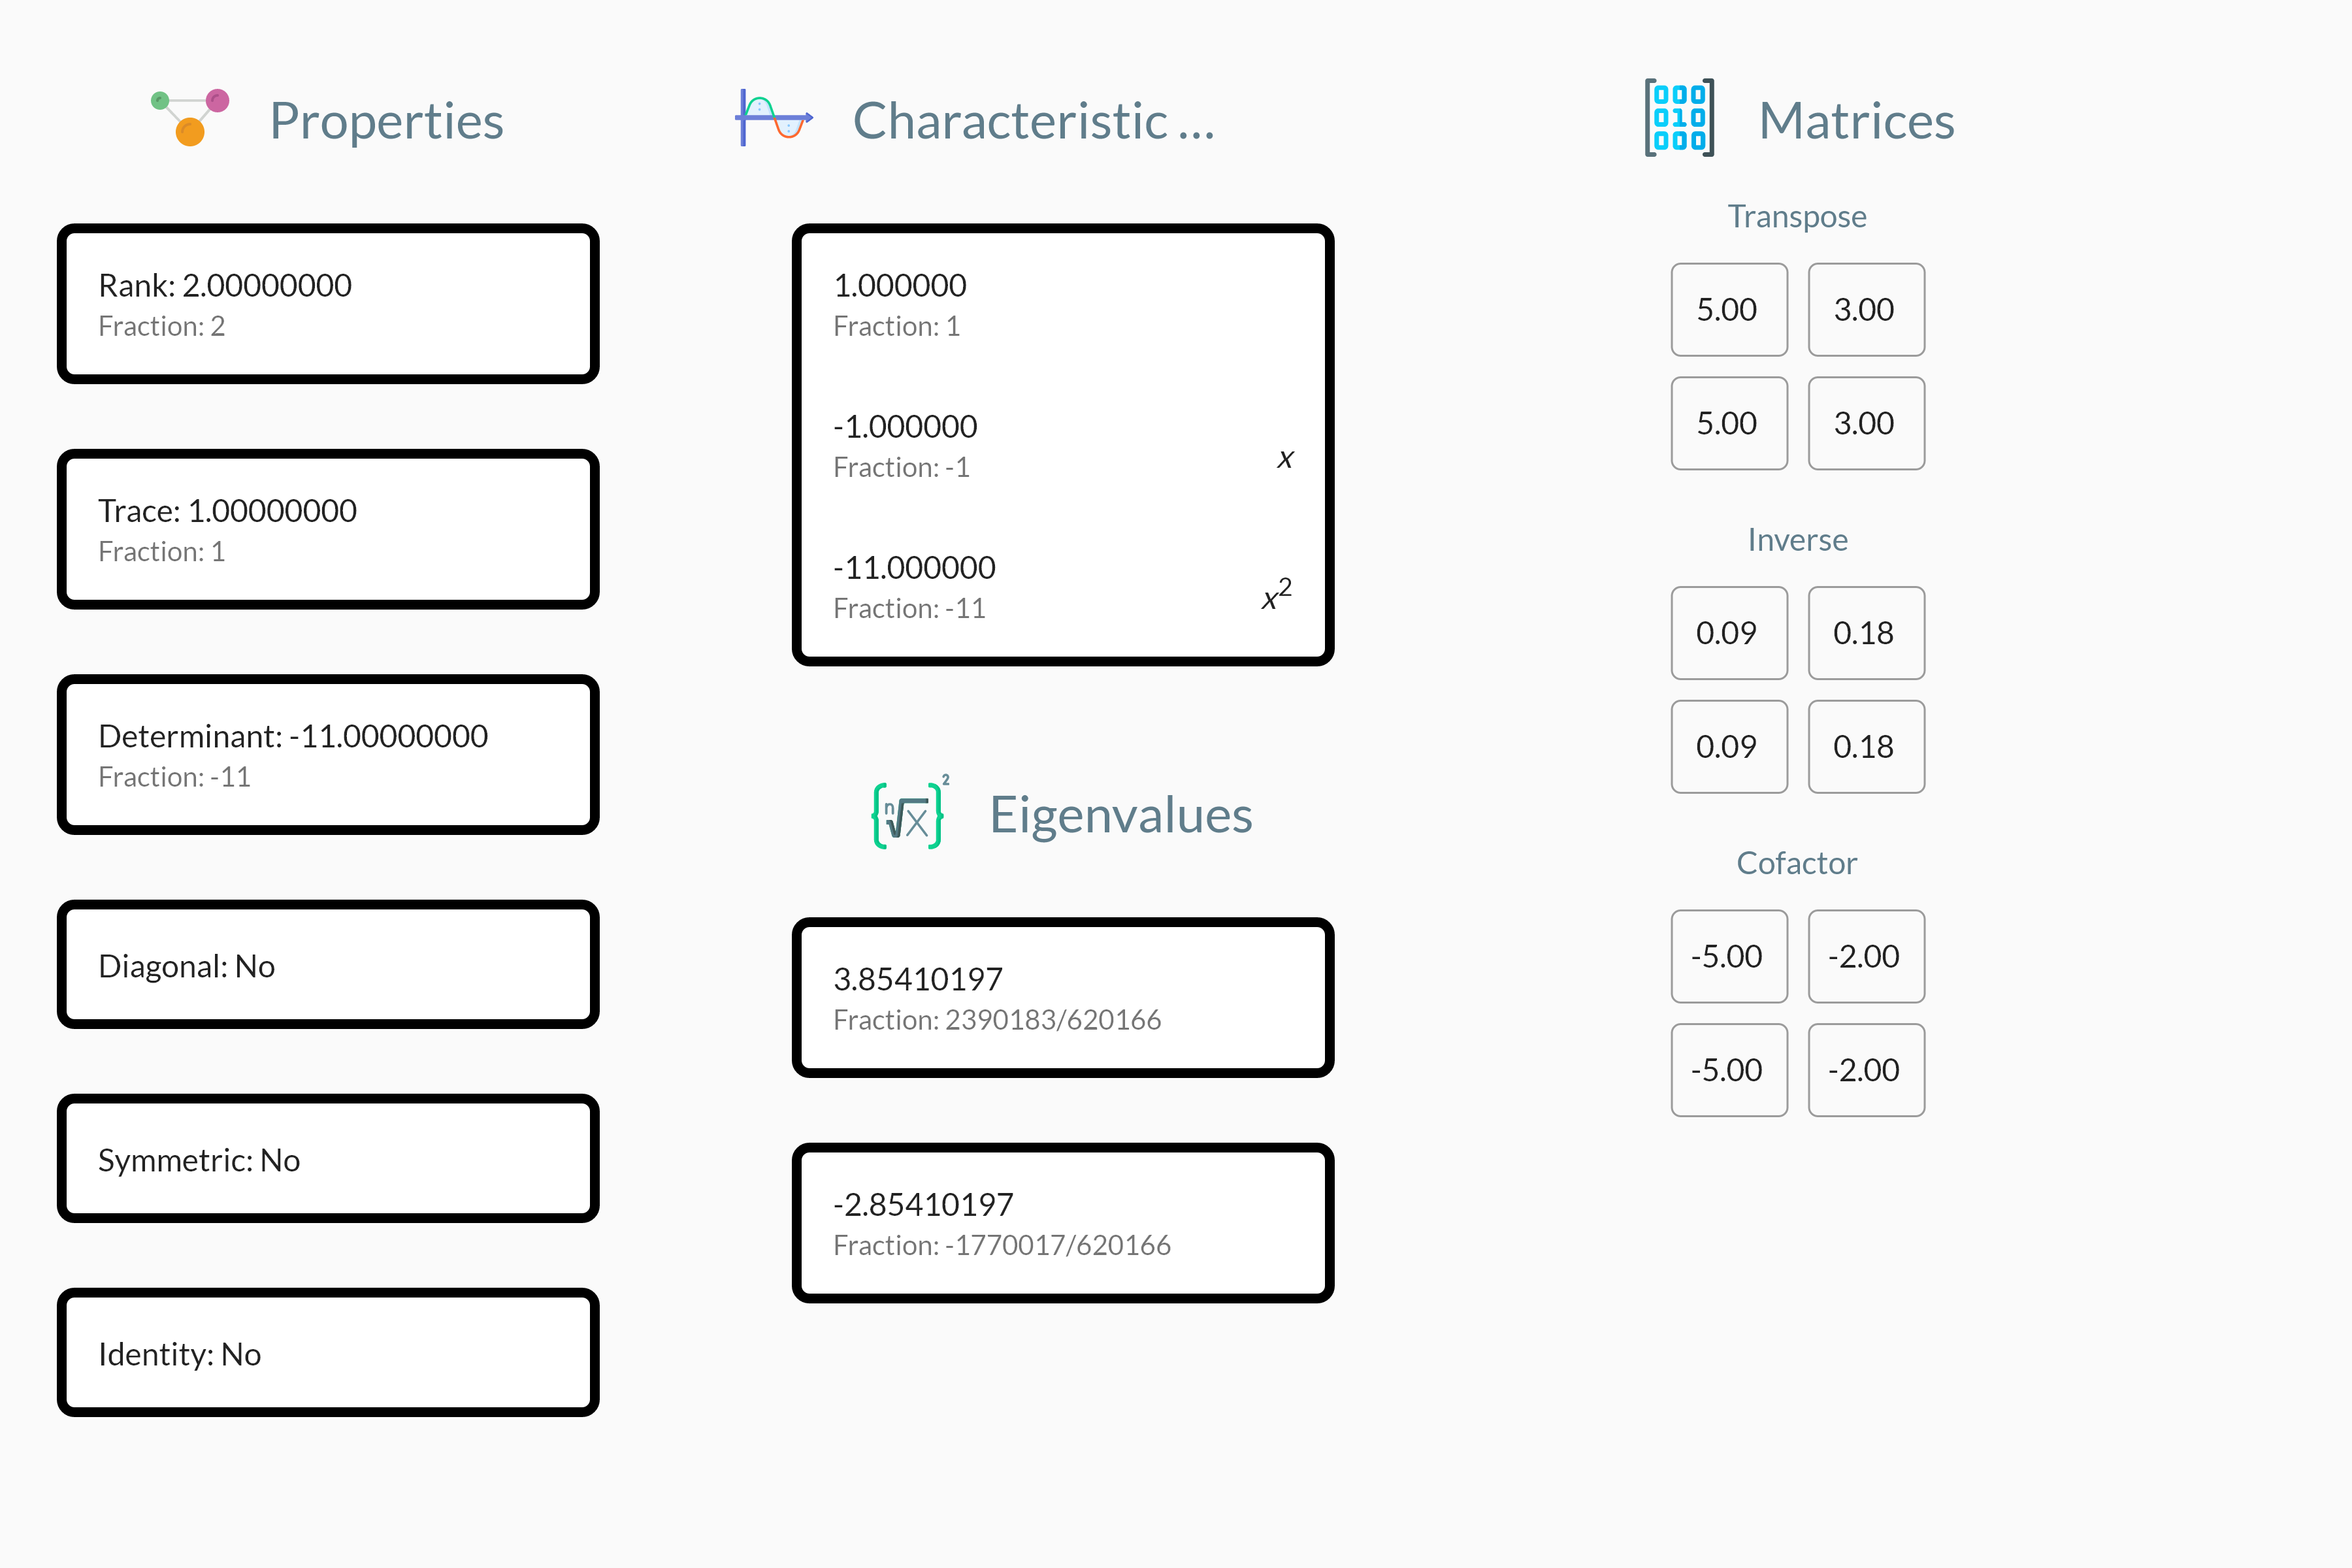 Properties
Rank: 2.00000000
Fraction: 2
Trace: 1.00000000
Fraction: 1
Determinant: -11.00000000
Fraction: -11
Diagonal: No
Symmetric: No
Identity: No
Characteristic ...
1.000000
Fraction: 1
-1.000000
Fraction: -1
x
-11.000000
Fraction: -11
x²
Eigenvalues
3.85410197
Fraction: 2390183/620166
-2.85410197
Fraction: -1770017/620166
Matrices
Transpose
5.00 3.00
5.00 3.00
Inverse
0.09 0.18
0.09 0.18
Cofactor
-5.00 -2.00
-5.00 -2.00